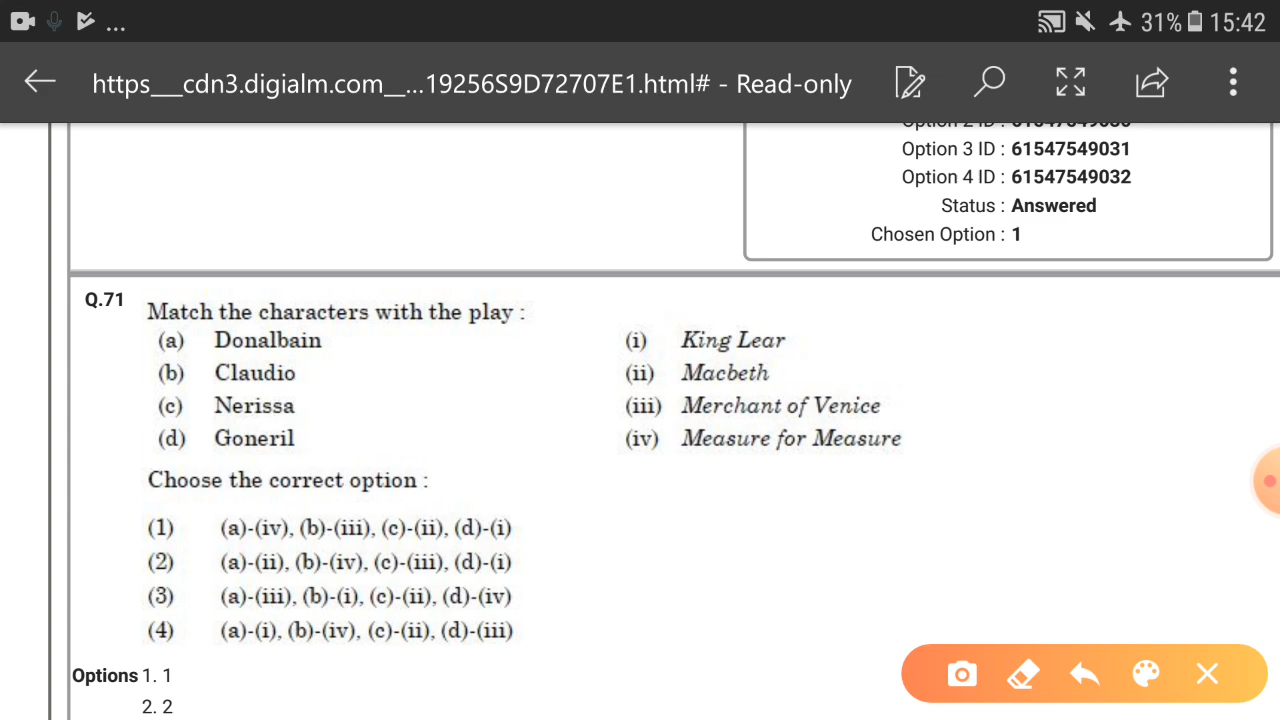 ... 31% 15:42
https___cdn3.digialm.com__...19256S9D72707E1.html# - Read-only
Option 3 ID : 61547549031
Option 4 ID : 61547549032
Status : Answered
Chosen Option : 1
Q.71 Match the characters with the play :
(a) Donalbain (i) King Lear
(b) Claudio (ii) Macbeth
(c) Nerissa (iii) Merchant of Venice
(d) Goneril (iv) Measure for Measure
Choose the correct option :
(1) (a)-(iv), (b)-(iii), (c)-(ii), (d)-(i)
(2) (a)-(ii), (b)-(iv), (c)-(iii), (d)-(i)
(3) (a)-(iii), (b)-(i), (c)-(ii), (d)-(iv)
(4) (a)-(i), (b)-(iv), (c)-(ii), (d)-(iii)
Options 1. 1
2. 2